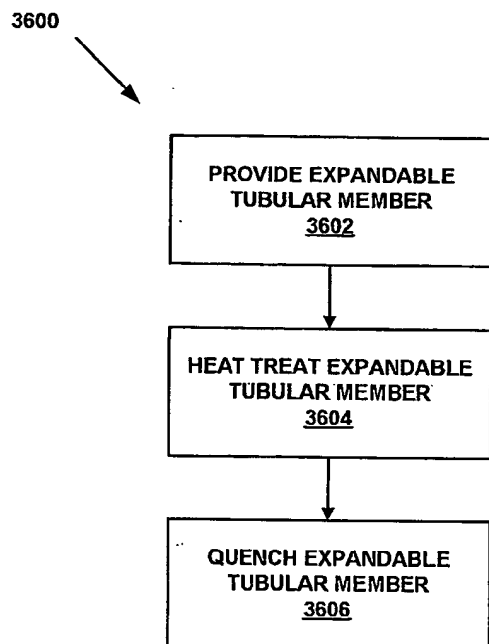 3600
PROVIDE EXPANDABLE
TUBULAR MEMBER
3602
HEAT TREAT EXPANDABLE
TUBULAR MEMBER
3604
QUENCH EXPANDABLE
TUBULAR MEMBER
3606